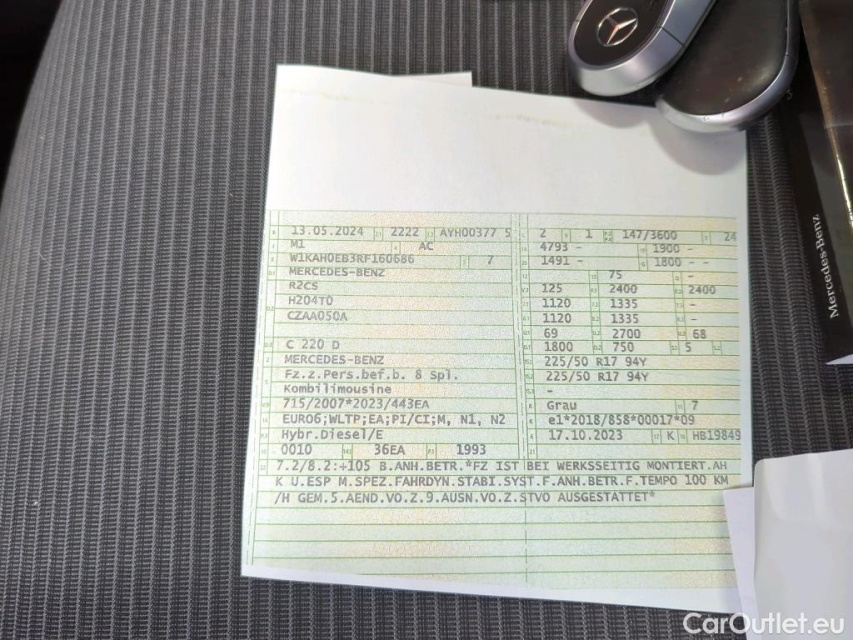 13.05.2024 2222 AYH00377 5 2 1 147/3600 24
M1 AC 4793 - 1900 -
W1KAH0EB3RF160686 7 1491 - 1800 - -
MERCEDES-BENZ 75 -
R2CS 125 2400 2400
H204T0 1120 1335 -
CZAA050A 1120 1335 -
69 2700 68
C 220 D 1800 750 5
MERCEDES-BENZ 225/50 R17 94Y
Fz.z.Pers.bef.b. 8 Spl. 225/50 R17 94Y
Kombilimousine -
715/2007*2023/443EA Grau 7
EURO6;WLTP;EA;PI/CI;M, N1, N2 e1*2018/858*00017*09
Hybr.Diesel/E 17.10.2023 K HB19849
0010 36EA 1993
7.2/8.2:+105 B.ANH.BETR.*FZ IST BEI WERKSSEITIG MONTIERT.AH
K U.ESP M.SPEZ.FAHRDYN.STABI.SYST.F.ANH.BETR.F.TEMPO 100 KM
/H GEM.5.AEND.VO.Z.9.AUSN.VO.Z.STVO AUSGESTATTET*
Mercedes-Benz
CarOutlet.eu